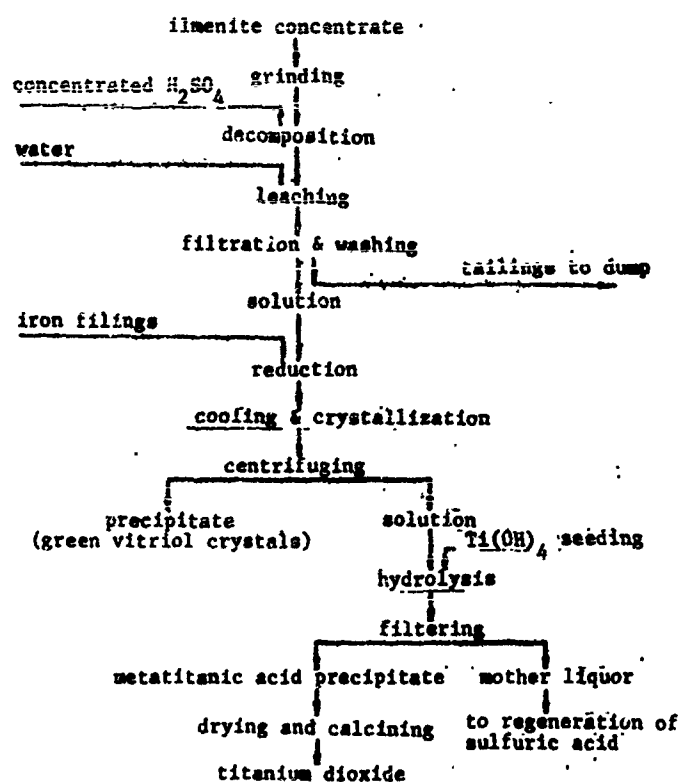 ilmenite concentrate
grinding
concentrated H2SO4
decomposition
water
leaching
filtration & washing
tailings to dump
solution
iron filings
reduction
cooling & crystallization
centrifuging
precipitate
(green vitriol crystals)
solution
Ti(OH)4 seeding
hydrolysis
filtering
metatitanic acid precipitate
mother liquor
drying and calcining
to regeneration of
sulfuric acid
titanium dioxide